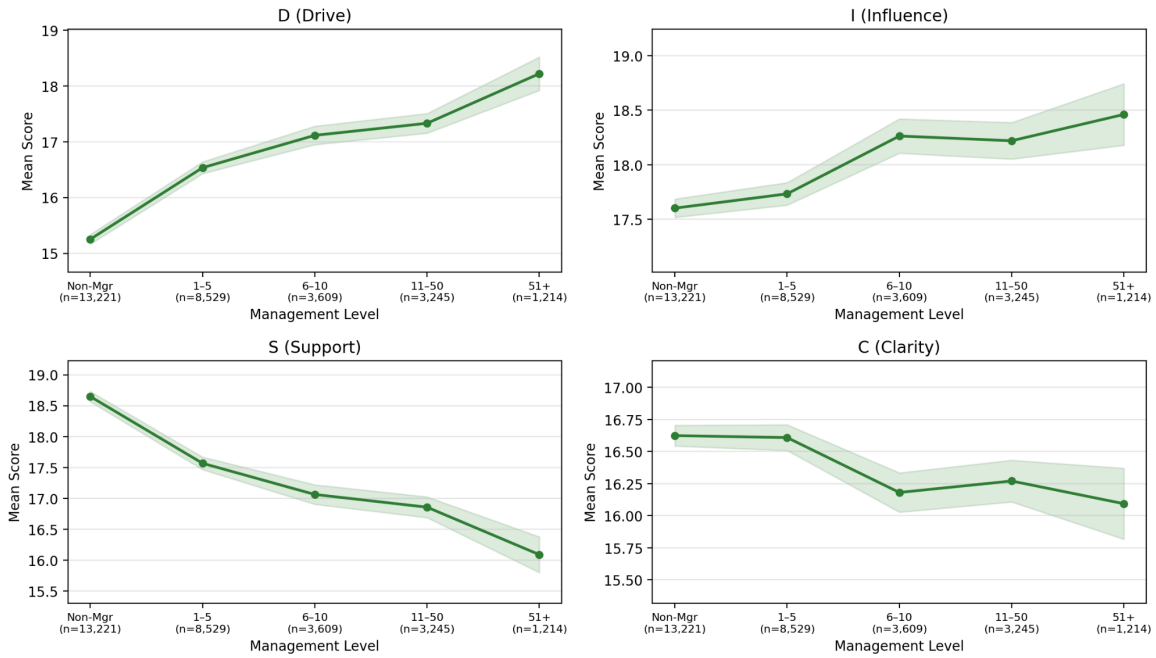 D (Drive)
Mean Score
19
18
17
16
15
Non-Mgr
(n=13,221)
1–5
(n=8,529)
6–10
(n=3,609)
11–50
(n=3,245)
51+
(n=1,214)
Management Level
I (Influence)
Mean Score
19.0
18.5
18.0
17.5
Non-Mgr
(n=13,221)
1–5
(n=8,529)
6–10
(n=3,609)
11–50
(n=3,245)
51+
(n=1,214)
Management Level
S (Support)
Mean Score
19.0
18.5
18.0
17.5
17.0
16.5
16.0
15.5
Non-Mgr
(n=13,221)
1–5
(n=8,529)
6–10
(n=3,609)
11–50
(n=3,245)
51+
(n=1,214)
Management Level
C (Clarity)
Mean Score
17.00
16.75
16.50
16.25
16.00
15.75
15.50
Non-Mgr
(n=13,221)
1–5
(n=8,529)
6–10
(n=3,609)
11–50
(n=3,245)
51+
(n=1,214)
Management Level